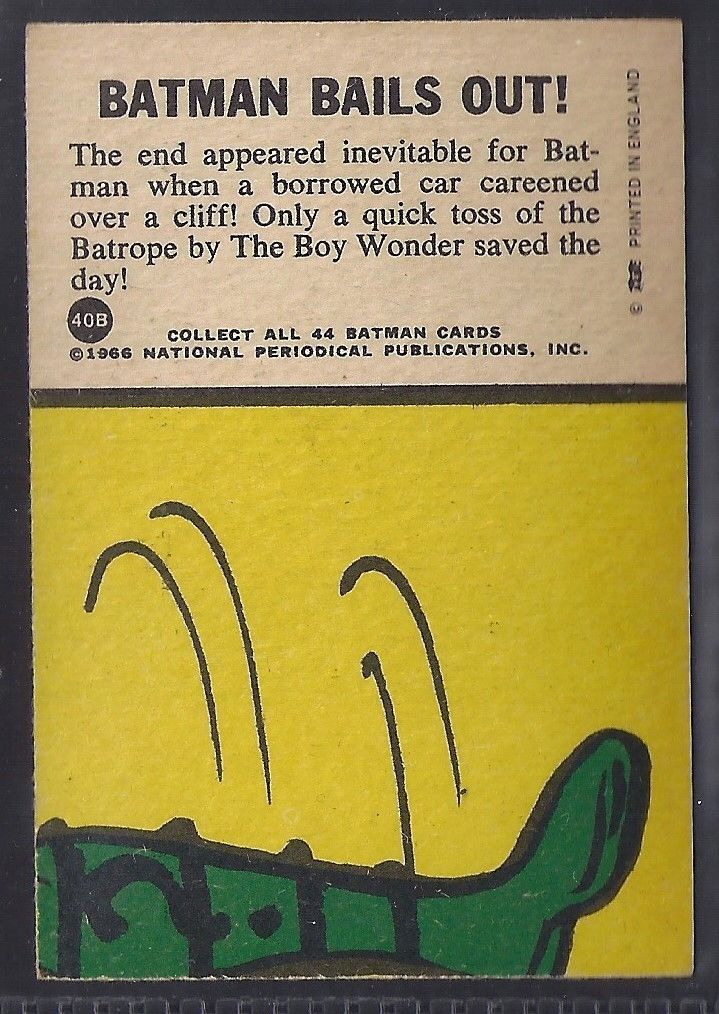 BATMAN BAILS OUT!
The end appeared inevitable for Bat-
man when a borrowed car careened
over a cliff! Only a quick toss of the
Batrope by The Boy Wonder saved the
day!
40B
COLLECT ALL 44 BATMAN CARDS
©1966 NATIONAL PERIODICAL PUBLICATIONS, INC.
© PRINTED IN ENGLAND